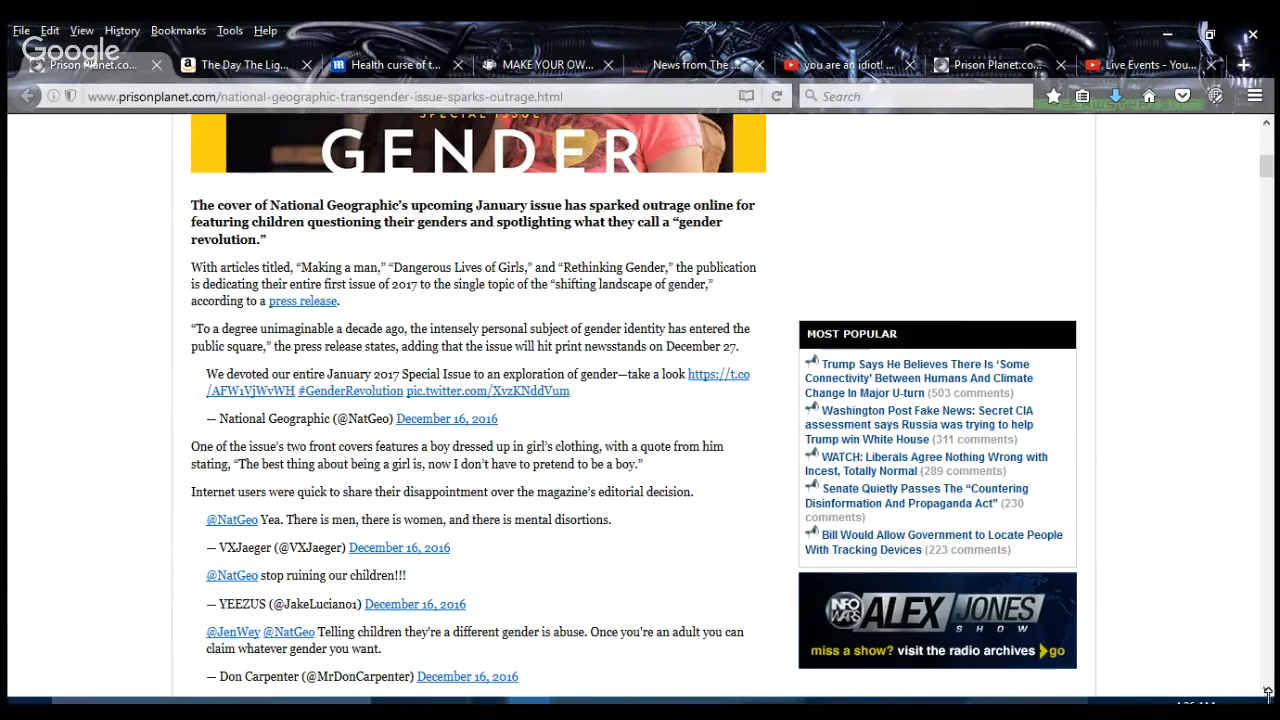 File Edit View History Bookmarks Tools Help
Google
Prison Planet.co... The Day The Lig... Health curse of t... MAKE YOUR OW... News from The ... you are an idiot! ... Prison Planet.co... Live Events - You...
www.prisonplanet.com/national-geographic-transgender-issue-sparks-outrage.html
Search
SPECIAL ISSUE
GENDER
The cover of National Geographic's upcoming January issue has sparked outrage online for
featuring children questioning their genders and spotlighting what they call a “gender
revolution.”
With articles titled, “Making a man,” “Dangerous Lives of Girls,” and “Rethinking Gender,” the publication
is dedicating their entire first issue of 2017 to the single topic of the “shifting landscape of gender,”
according to a press release.
“To a degree unimaginable a decade ago, the intensely personal subject of gender identity has entered the
public square,” the press release states, adding that the issue will hit print newsstands on December 27.
We devoted our entire January 2017 Special Issue to an exploration of gender—take a look https://t.co
/AFW1VjWvWH #GenderRevolution pic.twitter.com/XvzKNddVum
— National Geographic (@NatGeo) December 16, 2016
One of the issue's two front covers features a boy dressed up in girl's clothing, with a quote from him
stating, “The best thing about being a girl is, now I don't have to pretend to be a boy.”
Internet users were quick to share their disappointment over the magazine's editorial decision.
@NatGeo Yea. There is men, there is women, and there is mental disortions.
— VXJaeger (@VXJaeger) December 16, 2016
@NatGeo stop ruining our children!!!
— YEEZUS (@JakeLuciano1) December 16, 2016
@JenWey @NatGeo Telling children they're a different gender is abuse. Once you're an adult you can
claim whatever gender you want.
— Don Carpenter (@MrDonCarpenter) December 16, 2016
MOST POPULAR
Trump Says He Believes There Is ‘Some
Connectivity’ Between Humans And Climate
Change In Major U-turn (503 comments)
Washington Post Fake News: Secret CIA
assessment says Russia was trying to help
Trump win White House (311 comments)
WATCH: Liberals Agree Nothing Wrong with
Incest, Totally Normal (289 comments)
Senate Quietly Passes The “Countering
Disinformation And Propaganda Act” (230
comments)
Bill Would Allow Government to Locate People
With Tracking Devices (223 comments)
INFO WARS ALEX JONES
SHOW
miss a show? visit the radio archives go